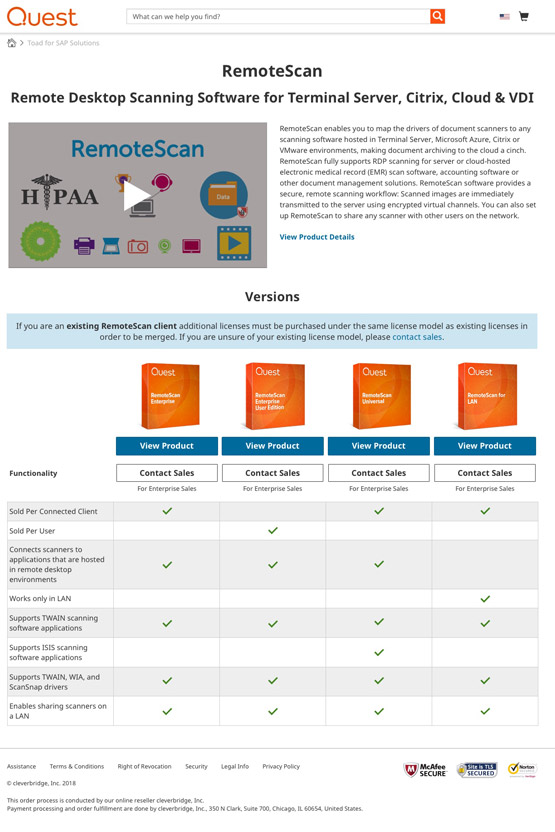 Quest
What can we help you find?
Toad for SAP Solutions
RemoteScan
Remote Desktop Scanning Software for Terminal Server, Citrix, Cloud & VDI
RemoteScan
HIPAA
Data
RemoteScan enables you to map the drivers of document scanners to any
scanning software hosted in Terminal Server, Microsoft Azure, Citrix or
VMware environments, making document archiving to the cloud a cinch.
RemoteScan fully supports RDP scanning for server or cloud-hosted
electronic medical record (EMR) scan software, accounting software or
other document management solutions. RemoteScan software provides a
secure, remote scanning workflow: Scanned images are immediately
transmitted to the server using encrypted virtual channels. You can also set
up RemoteScan to share any scanner with other users on the network.
View Product Details
Versions
If you are an existing RemoteScan client additional licenses must be purchased under the same license model as existing licenses in
order to be merged. If you are unsure of your existing license model, please contact sales.
Quest Quest Quest Quest
RemoteScan Enterprise
RemoteScan Enterprise User Edition
RemoteScan Universal
RemoteScan for LAN
View Product View Product View Product View Product
Functionality Contact Sales Contact Sales Contact Sales Contact Sales
For Enterprise Sales For Enterprise Sales For Enterprise Sales For Enterprise Sales
Sold Per Connected Client
Sold Per User
Connects scanners to
applications that are hosted
in remote desktop
environments
Works only in LAN
Supports TWAIN scanning
software applications
Supports ISIS scanning
software applications
Supports TWAIN, WIA, and
ScanSnap drivers
Enables sharing scanners on
a LAN
Assistance Terms & Conditions Right of Revocation Security Legal Info Privacy Policy
McAfee
SECURE
Site is TLS
SECURED
Norton
© cleverbridge, Inc. 2018
This order process is conducted by our online reseller cleverbridge, Inc.
Payment processing and order fulfillment are done by cleverbridge, Inc., 350 N Clark, Suite 700, Chicago, IL 60654, United States.